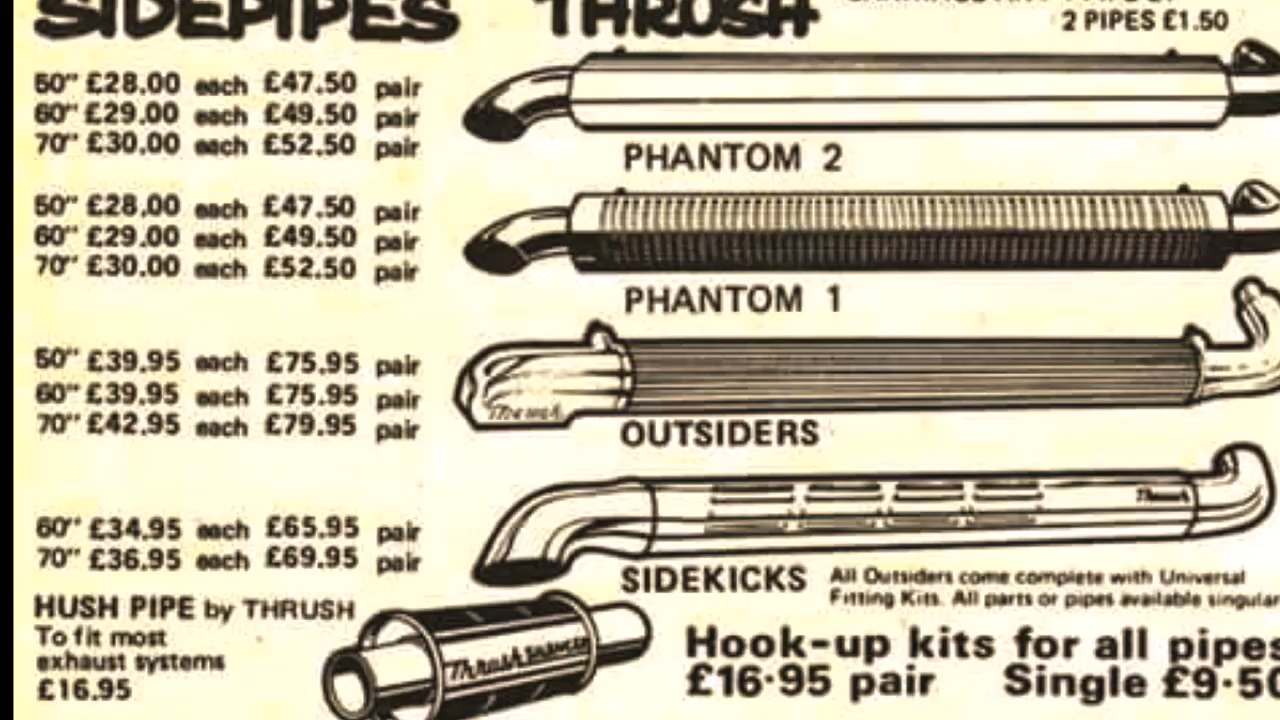 SIDEPIPES THRUSH
2 PIPES £1.50
50" £28.00 each £47.50 pair
60" £29.00 each £49.50 pair
70" £30.00 each £52.50 pair
PHANTOM 2
50" £28.00 each £47.50 pair
60" £29.00 each £49.50 pair
70" £30.00 each £52.50 pair
PHANTOM 1
50" £39.95 each £75.95 pair
60" £39.95 each £75.95 pair
70" £42.95 each £79.95 pair
Thrush
OUTSIDERS
60" £34.95 each £65.95 pair
70" £36.95 each £69.95 pair
Thrush
SIDEKICKS
All Outsiders come complete with Universal
Fitting Kits. All parts or pipes available singular
HUSH PIPE by THRUSH
To fit most
exhaust systems
£16.95
Thrush
Hook-up kits for all pipes
£16·95 pair Single £9·50